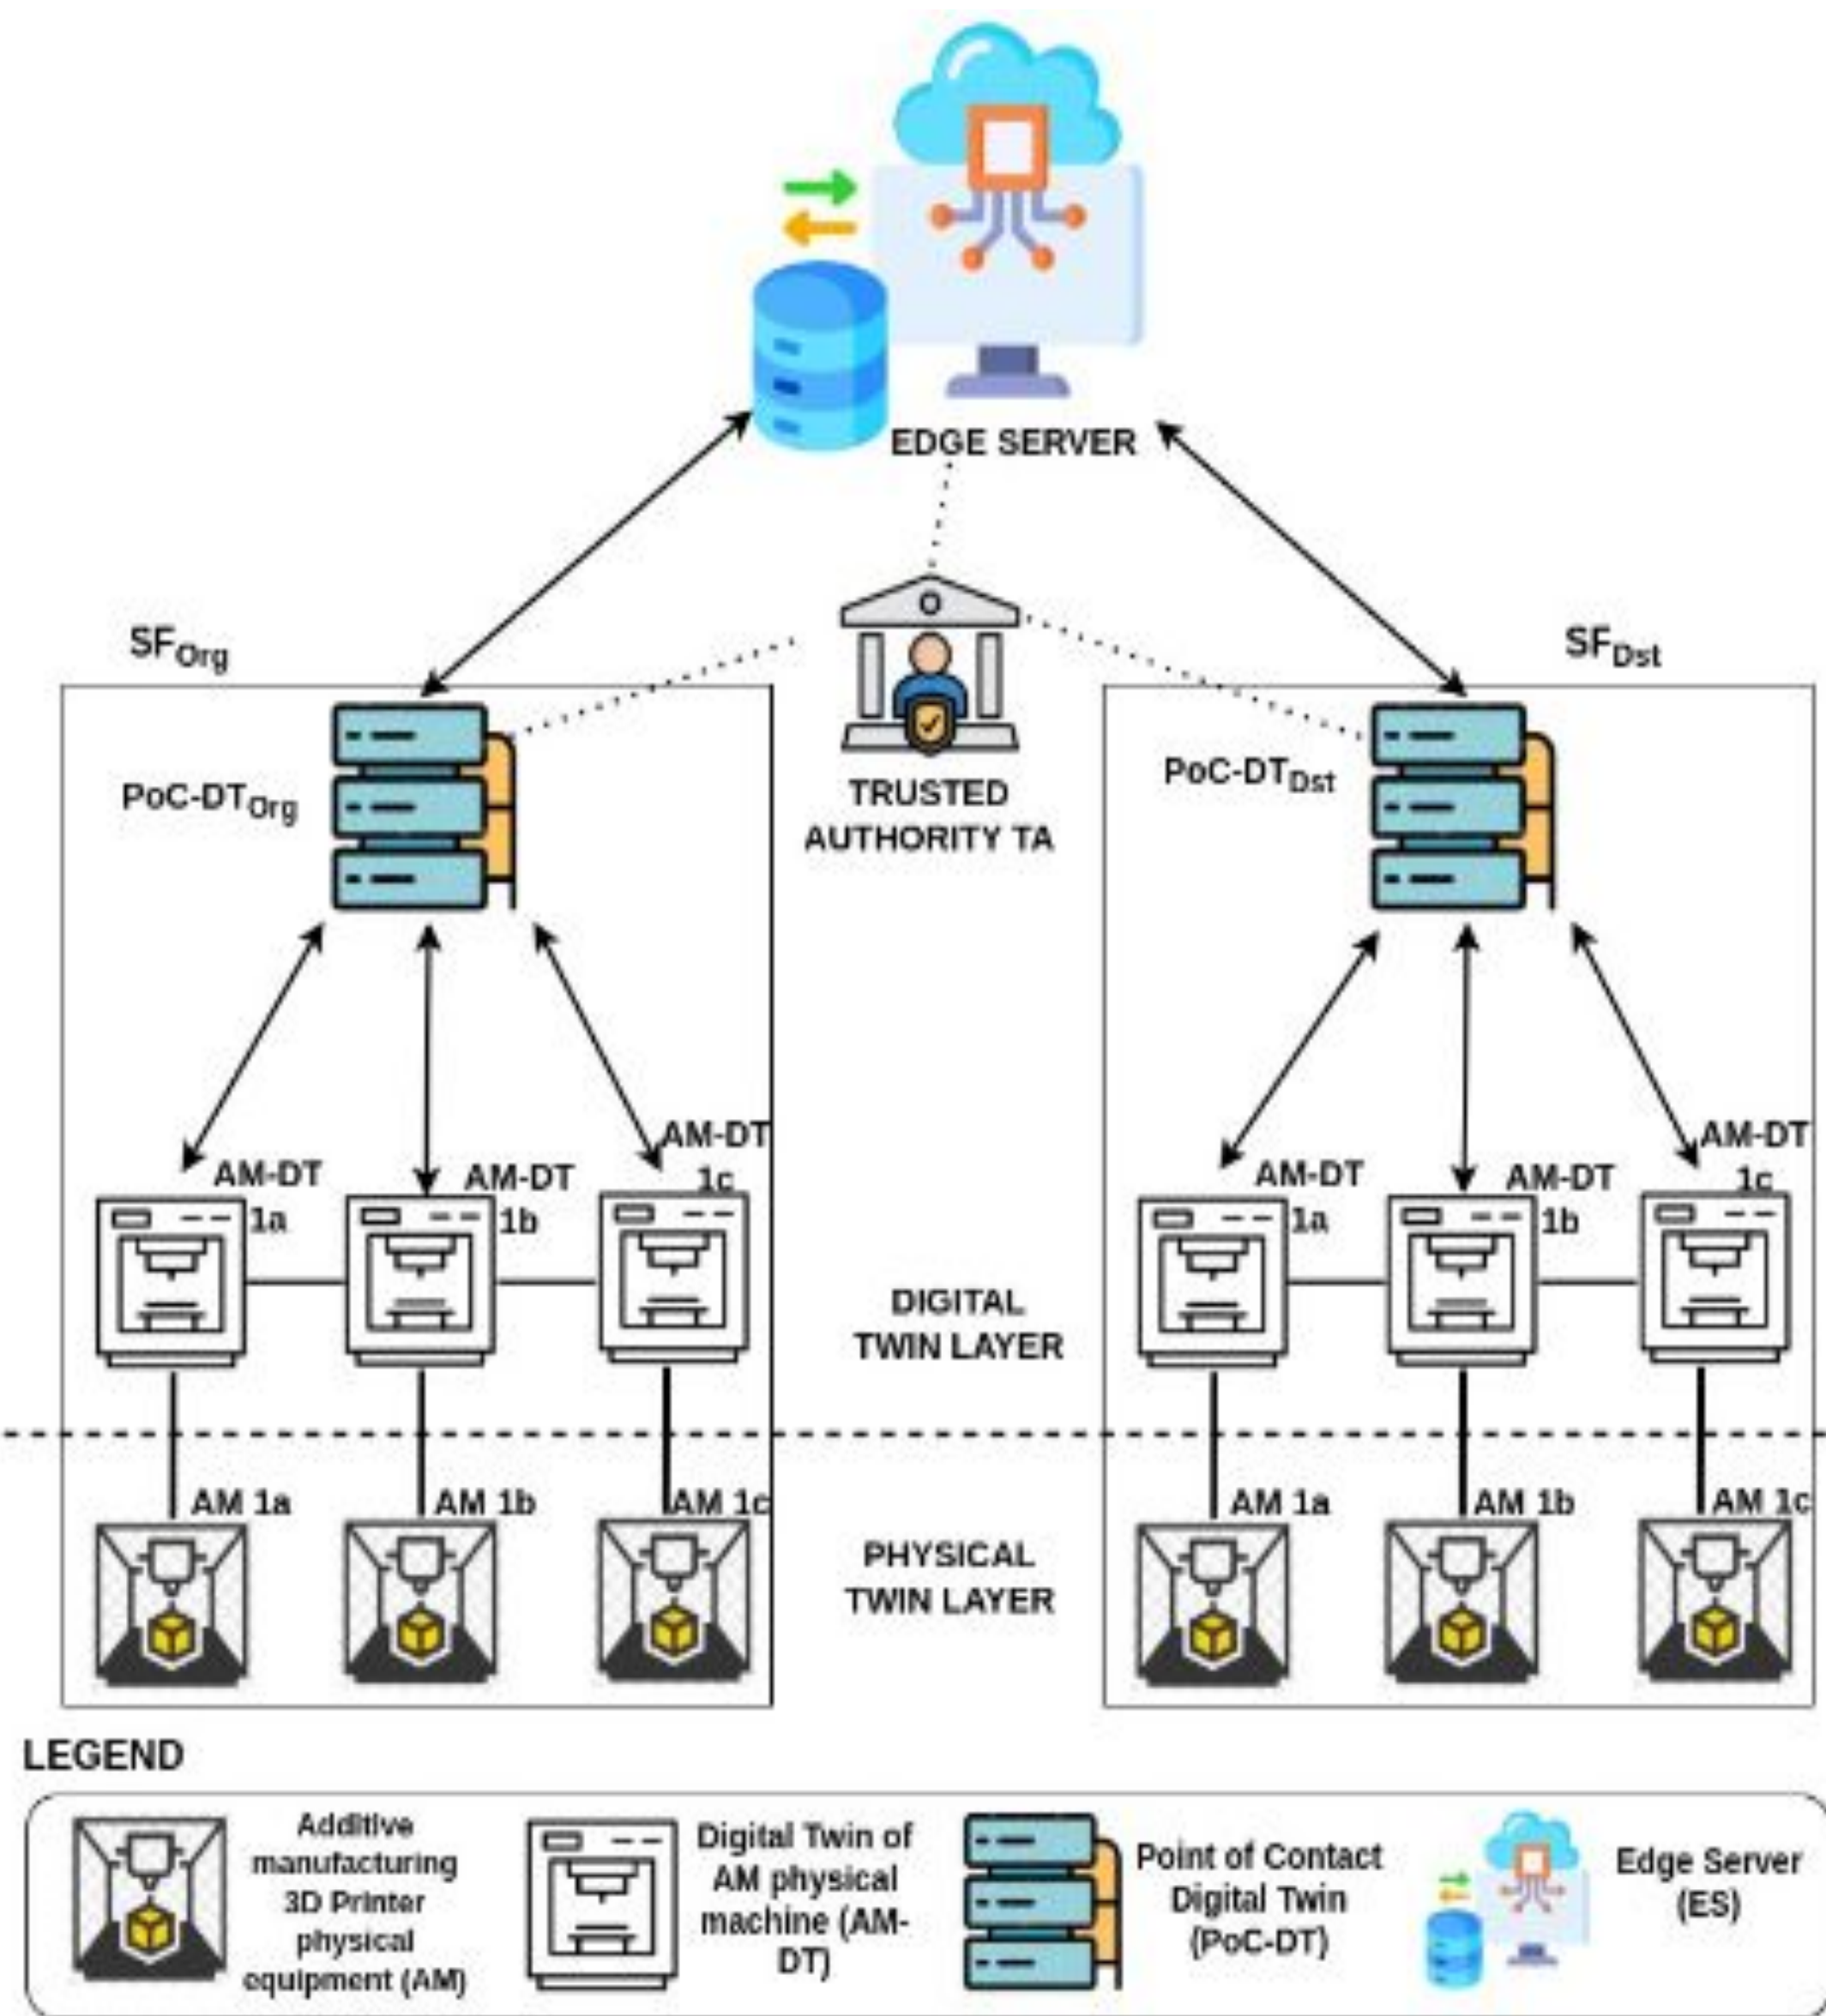 EDGE SERVER
SF_Org
SF_Dst
PoC-DT_Org
TRUSTED
AUTHORITY TA
PoC-DT_Dst
AM-DT
1a
AM-DT
1b
AM-DT
1c
AM-DT
1a
AM-DT
1b
AM-DT
1c
DIGITAL
TWIN LAYER
AM 1a
AM 1b
AM 1c
AM 1a
AM 1b
AM 1c
PHYSICAL
TWIN LAYER
LEGEND
Additive
manufacturing
3D Printer
physical
equipment (AM)
Digital Twin of
AM physical
machine (AM-
DT)
Point of Contact
Digital Twin
(PoC-DT)
Edge Server
(ES)